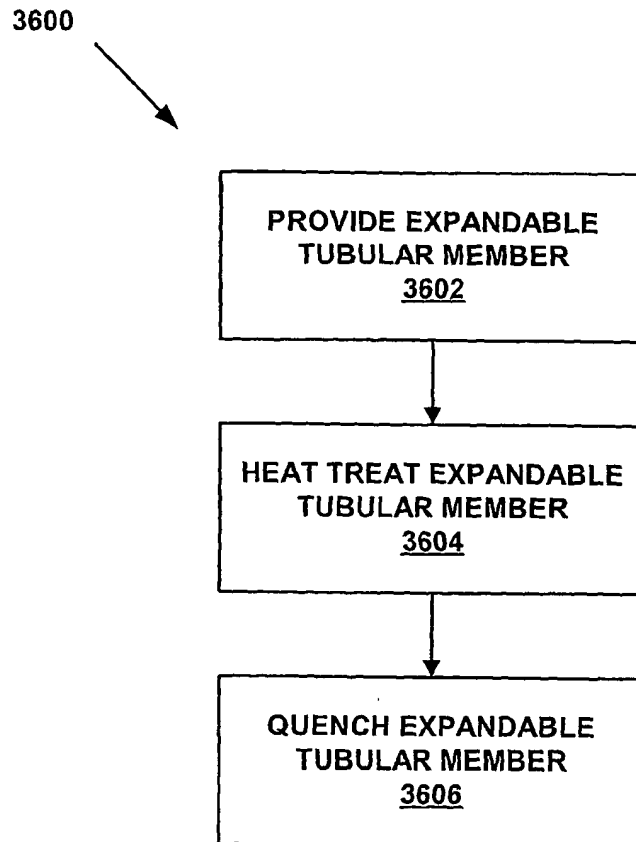 3600
PROVIDE EXPANDABLE
TUBULAR MEMBER
3602
HEAT TREAT EXPANDABLE
TUBULAR MEMBER
3604
QUENCH EXPANDABLE
TUBULAR MEMBER
3606